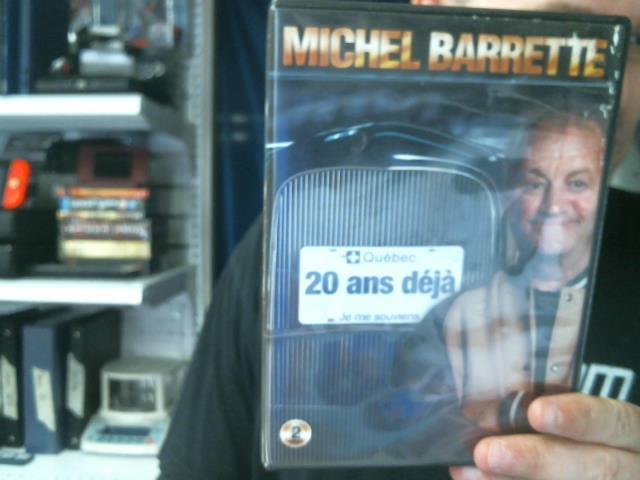 MICHEL BARRETTE
Québec
20 ans déjà
Je me souviens
2